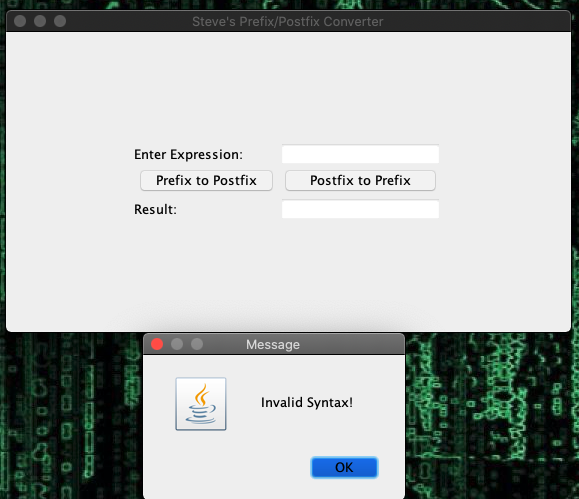 Steve's Prefix/Postfix Converter
Enter Expression:
Prefix to Postfix Postfix to Prefix
Result:
Message
Invalid Syntax!
OK